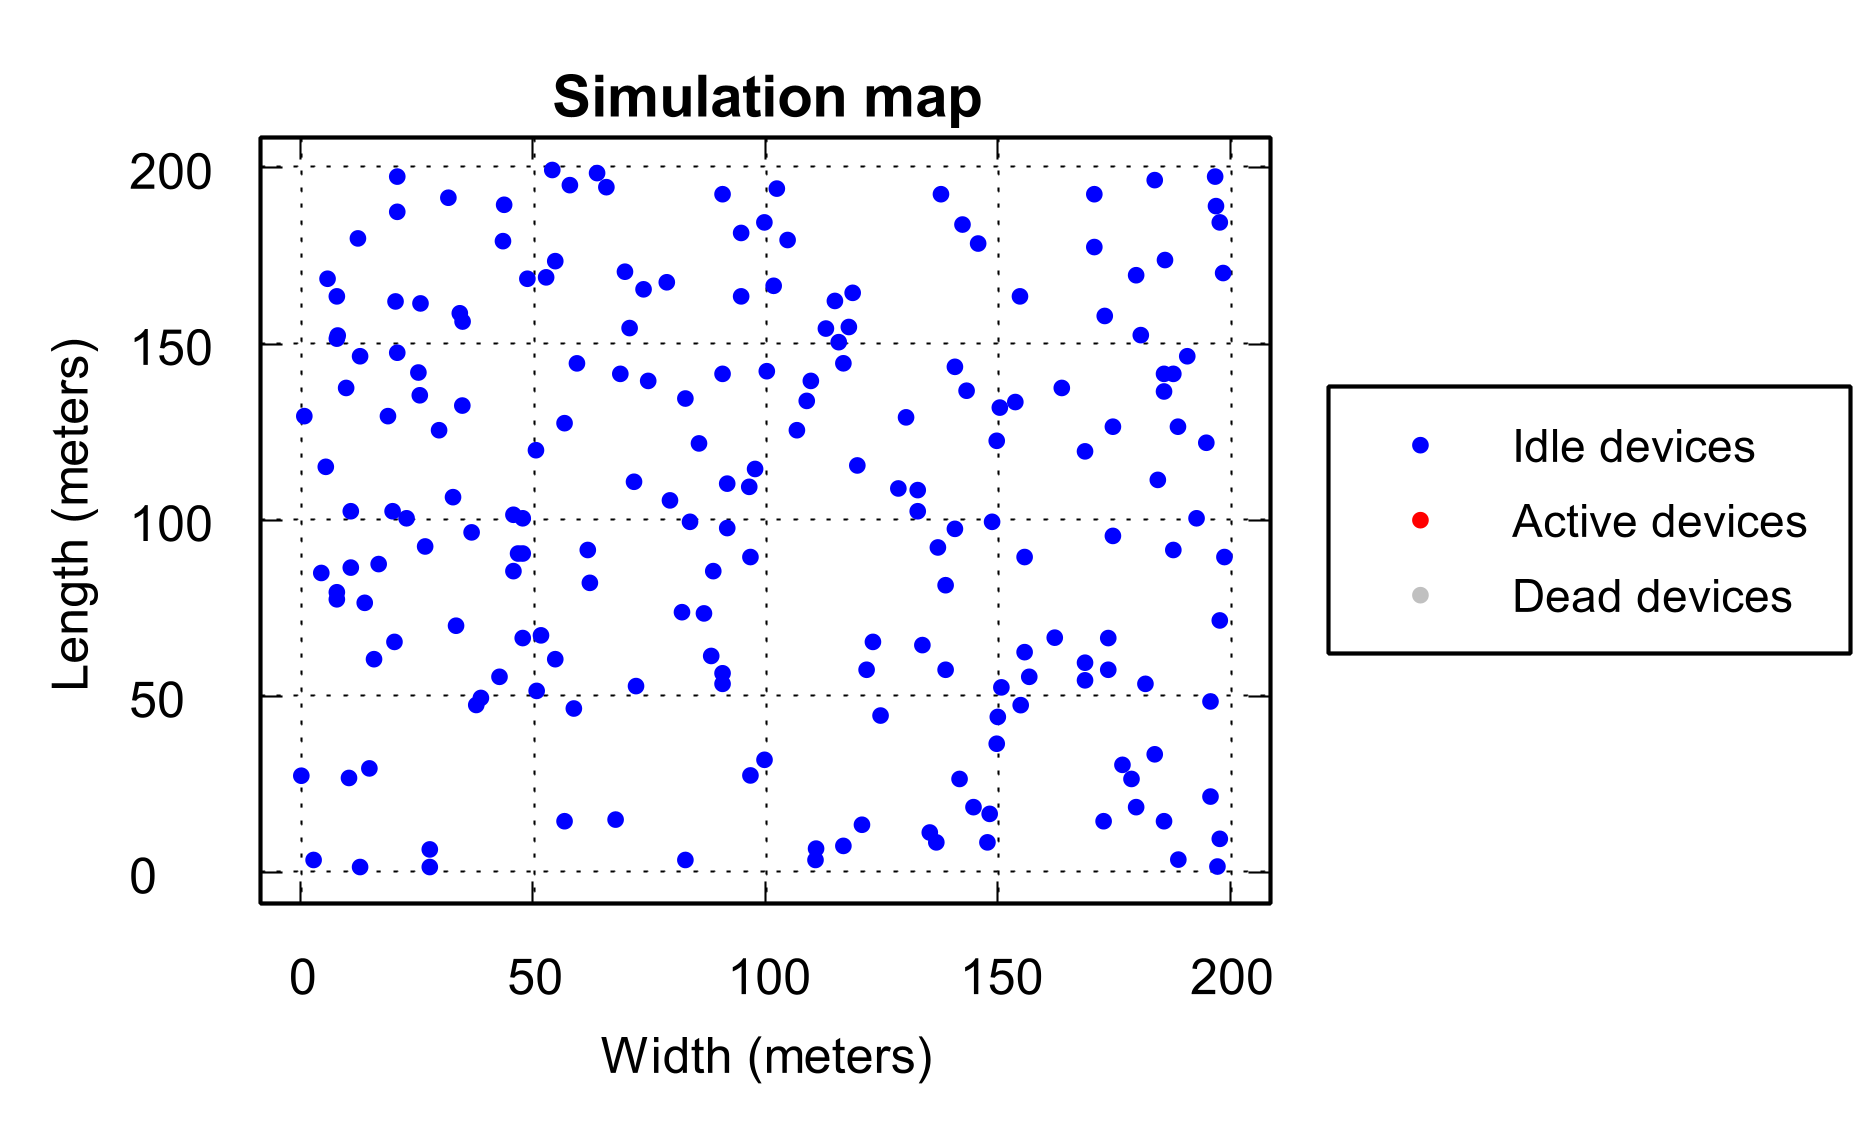 Simulation map
200
150
100
50
0
Length (meters)
0 50 100 150 200
Width (meters)
Idle devices
Active devices
Dead devices